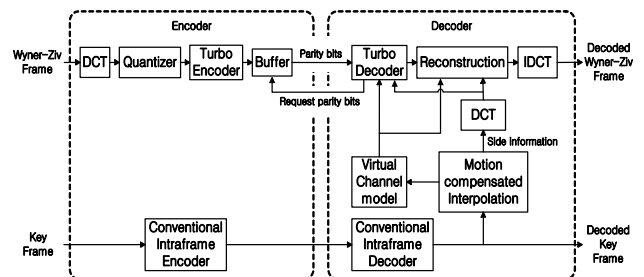 Encoder
Decoder
Wyner-Ziv
Frame
DCT
Quantizer
Turbo
Encoder
Buffer
Parity bits
Request parity bits
Turbo
Decoder
Reconstruction
IDCT
Decoded
Wyner-Ziv
Frame
DCT
Side information
Virtual
Channel
model
Motion
compensated
Interpolation
Key
Frame
Conventional
Intraframe
Encoder
Conventional
Intraframe
Decoder
Decoded
Key
Frame